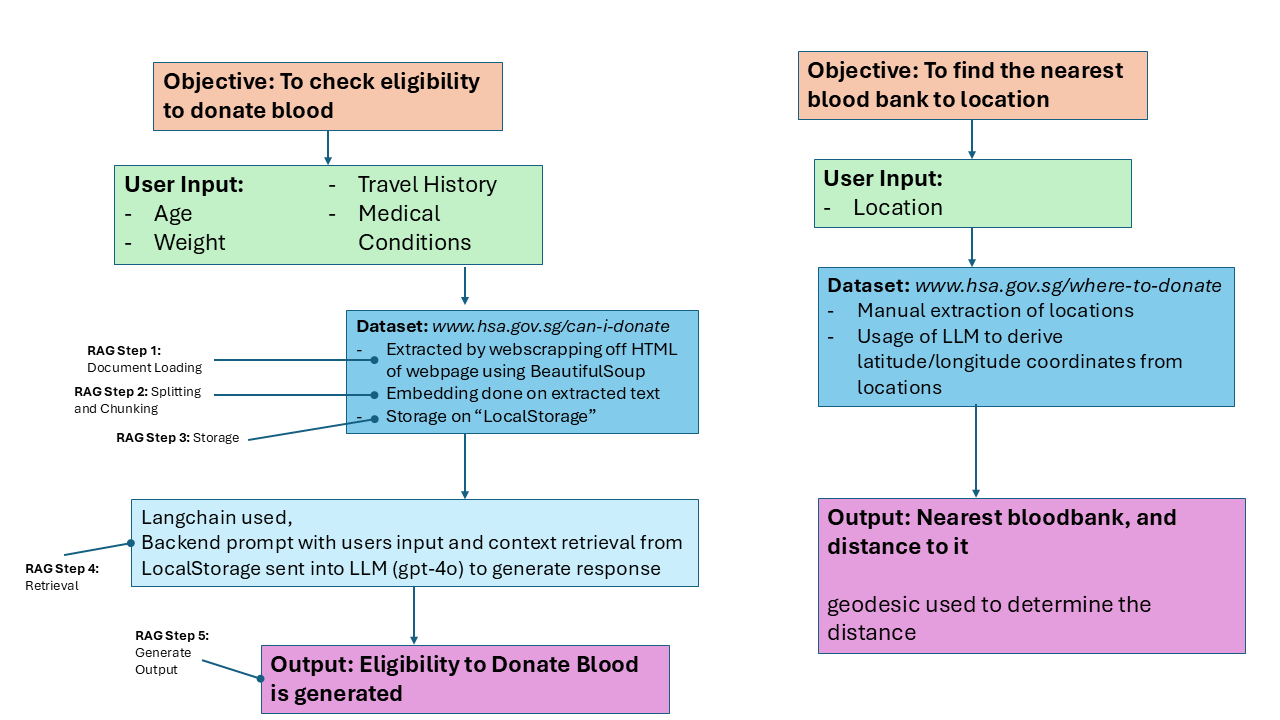 Objective: To check eligibility
to donate blood
User Input:
- Age
- Weight
- Travel History
- Medical
Conditions
Dataset: www.hsa.gov.sg/can-i-donate
- Extracted by webscrapping off HTML
of webpage using BeautifulSoup
- Embedding done on extracted text
- Storage on “LocalStorage”
RAG Step 1:
Document Loading
RAG Step 2: Splitting
and Chunking
RAG Step 3: Storage
Langchain used,
Backend prompt with users input and context retrieval from
LocalStorage sent into LLM (gpt-4o) to generate response
RAG Step 4:
Retrieval
RAG Step 5:
Generate
Output
Output: Eligibility to Donate Blood
is generated
Objective: To find the nearest
blood bank to location
User Input:
- Location
Dataset: www.hsa.gov.sg/where-to-donate
- Manual extraction of locations
- Usage of LLM to derive
latitude/longitude coordinates from
locations
Output: Nearest bloodbank, and
distance to it
geodesic used to determine the
distance